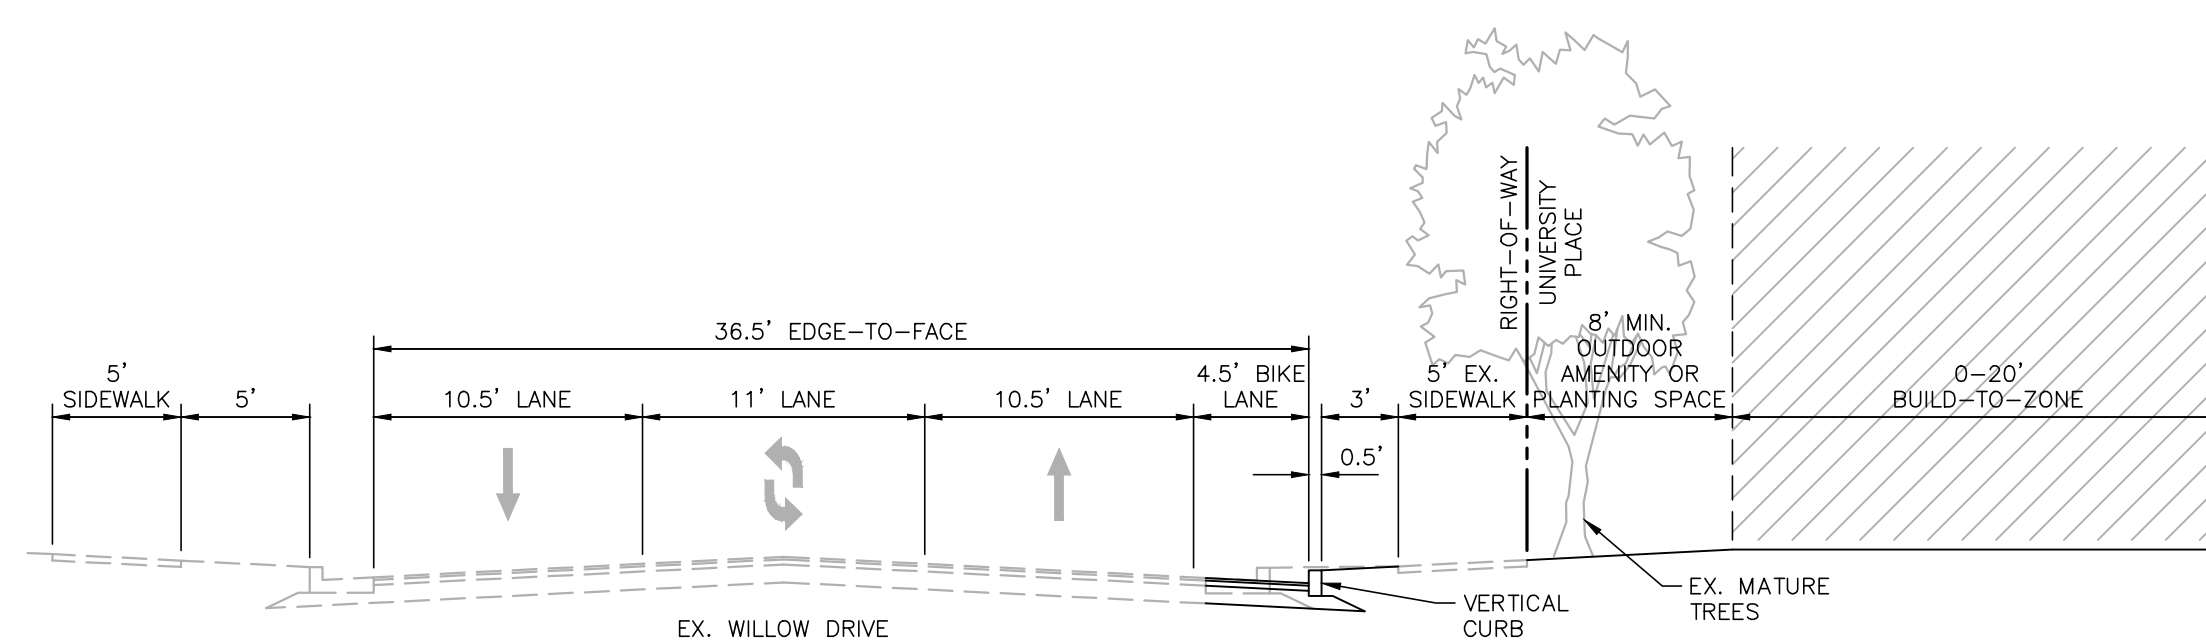 RIGHT-OF-WAY
UNIVERSITY
PLACE
36.5' EDGE-TO-FACE
5'
SIDEWALK
5'
10.5' LANE
11' LANE
10.5' LANE
4.5' BIKE
LANE
3'
0.5'
5' EX.
SIDEWALK
8' MIN.
OUTDOOR
AMENITY OR
PLANTING SPACE
0-20'
BUILD-TO-ZONE
EX. MATURE
TREES
VERTICAL
CURB
EX. WILLOW DRIVE